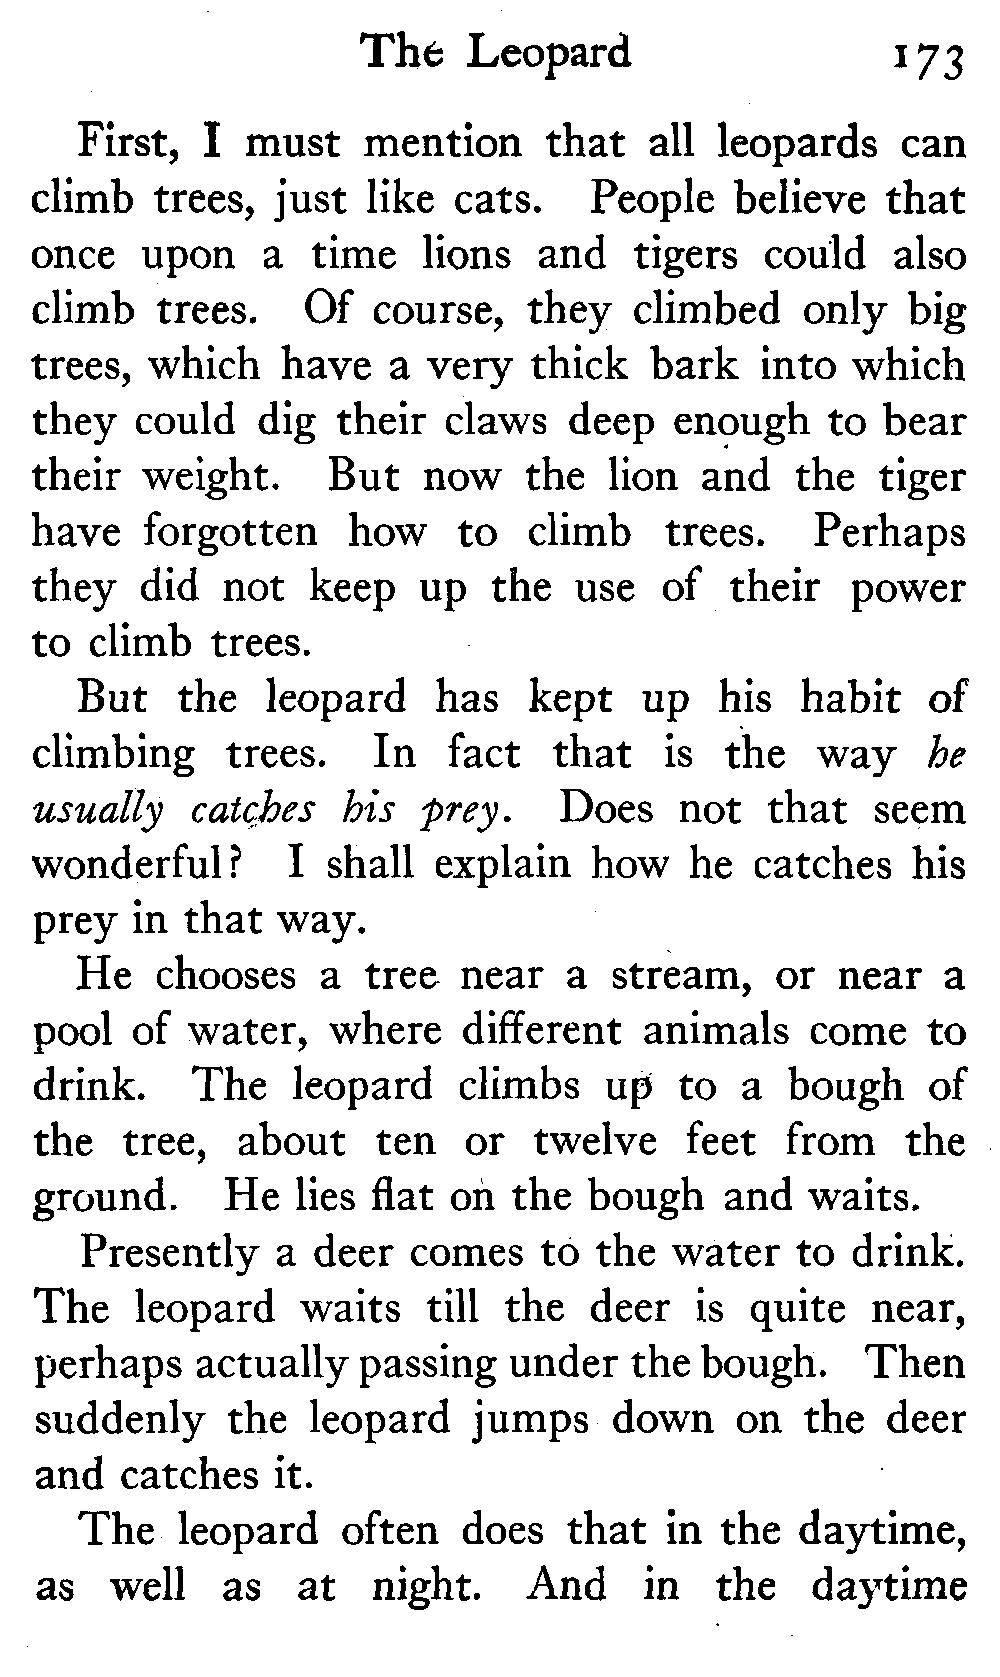 The Leopard 173
First, I must mention that all leopards can
climb trees, just like cats. People believe that
once upon a time lions and tigers could also
climb trees. Of course, they climbed only big
trees, which have a very thick bark into which
they could dig their claws deep enough to bear
their weight. But now the lion and the tiger
have forgotten how to climb trees. Perhaps
they did not keep up the use of their power
to climb trees.
But the leopard has kept up his habit of
climbing trees. In fact that is the way he
usually catches his prey. Does not that seem
wonderful? I shall explain how he catches his
prey in that way.
He chooses a tree near a stream, or near a
pool of water, where different animals come to
drink. The leopard climbs up to a bough of
the tree, about ten or twelve feet from the
ground. He lies flat on the bough and waits.
Presently a deer comes to the water to drink.
The leopard waits till the deer is quite near,
perhaps actually passing under the bough. Then
suddenly the leopard jumps down on the deer
and catches it.
The leopard often does that in the daytime,
as well as at night. And in the daytime